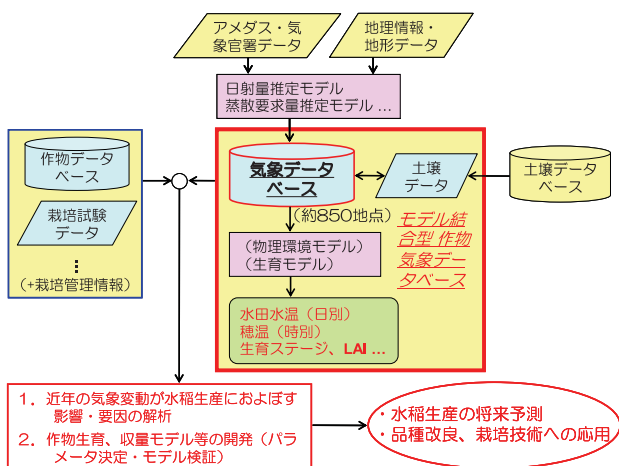 アメダス・気
象官署データ
地理情報・
地形データ
日射量推定モデル
蒸散要求量推定モデル ...
作物データ
ベース
栽培試験
データ
⋮
(+栽培管理情報)
気象データ
ベース
土壌
データ
土壌データ
ベース
(約850地点)
モデル結
合型 作物
気象デー
タベース
(物理環境モデル)
(生育モデル)
水田水温(日別)
穂温(時別)
生育ステージ、LAI ...
1. 近年の気象変動が水稲生産におよぼす
影響・要因の解析
2. 作物生育、収量モデル等の開発(パラ
メータ決定・モデル検証)
・水稲生産の将来予測
・品種改良、栽培技術への応用